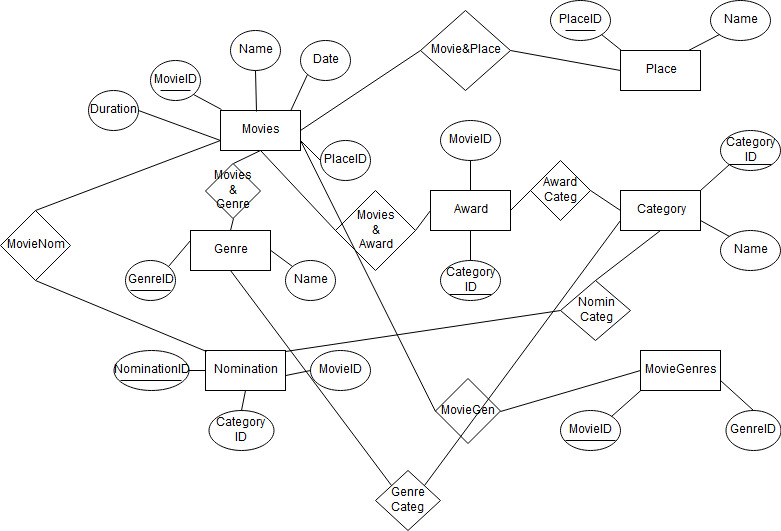 PlaceID
Name
Name
Movie&Place
Date
Place
MovieID
Duration
Movies
MovieID
Category
ID
PlaceID
Movies
&
Genre
Award
Categ
Movies
&
Award
Award
Category
MovieNom
Genre
Name
GenreID
Name
Category
ID
Nomin
Categ
NominationID
Nomination
MovieID
MovieGenres
MovieGen
Category
ID
MovieID
GenreID
Genre
Categ